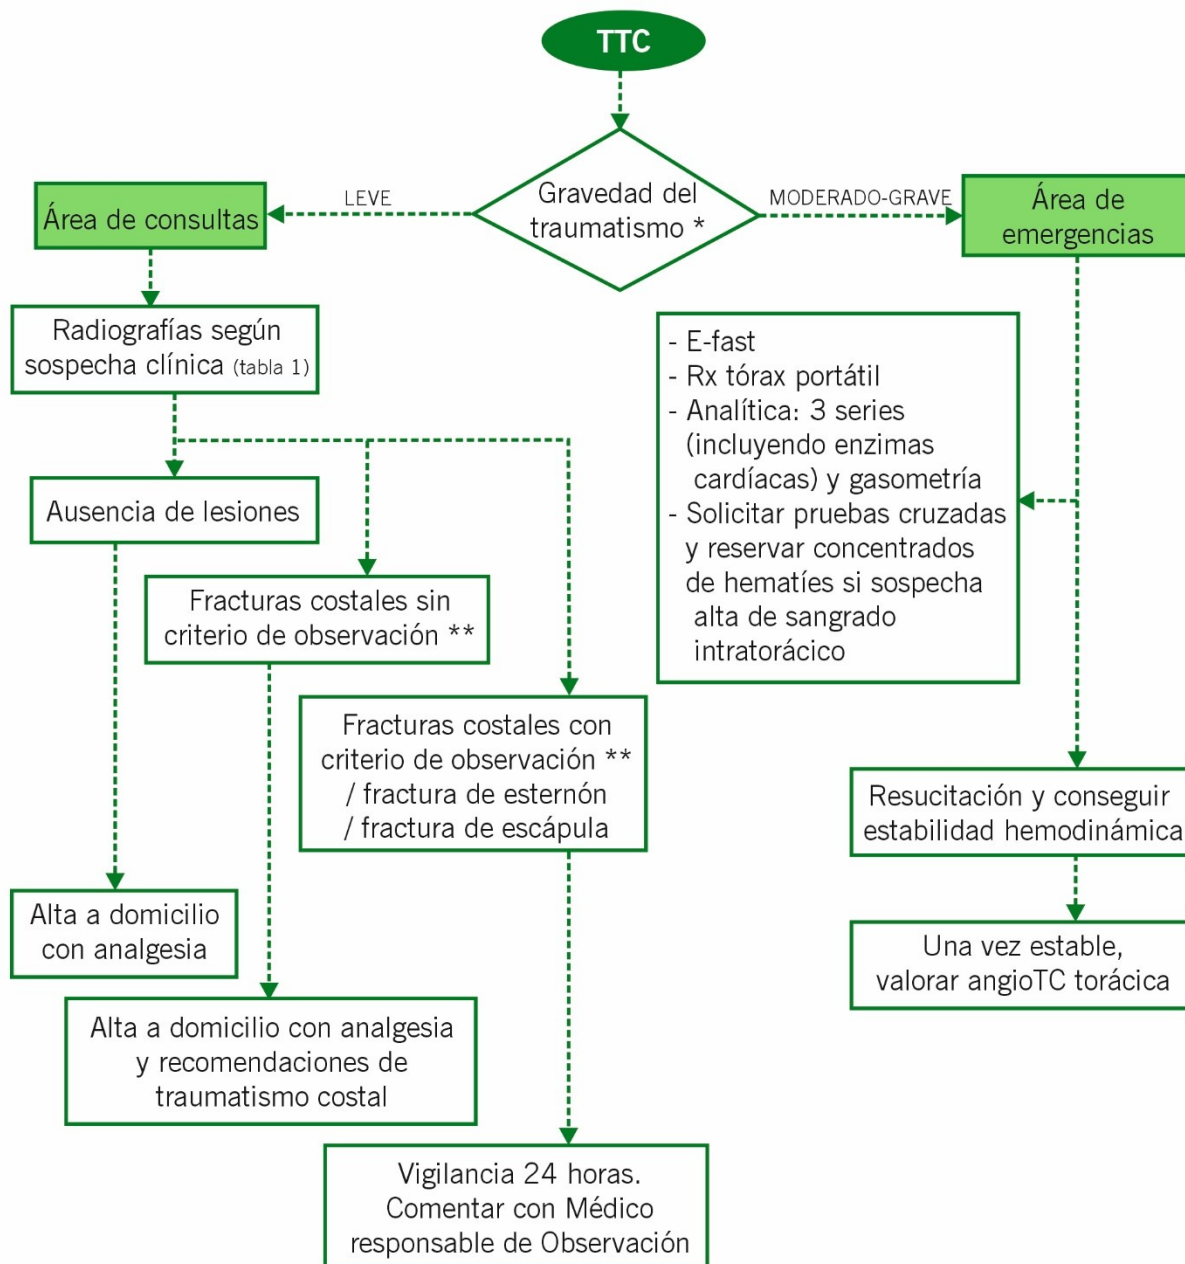 TTC
Gravedad del
traumatismo *
LEVE
MODERADO-GRAVE
Área de consultas
Área de
emergencias
Radiografías según
sospecha clínica (tabla 1)
- E-fast
- Rx tórax portátil
- Analítica: 3 series
(incluyendo enzimas
cardíacas) y gasometría
- Solicitar pruebas cruzadas
y reservar concentrados
de hematíes si sospecha
alta de sangrado
intratorácico
Ausencia de lesiones
Fracturas costales sin
criterio de observación **
Fracturas costales con
criterio de observación **
/ fractura de esternón
/ fractura de escápula
Resucitación y conseguir
estabilidad hemodinámica
Alta a domicilio
con analgesia
Una vez estable,
valorar angioTC torácica
Alta a domicilio con analgesia
y recomendaciones de
traumatismo costal
Vigilancia 24 horas.
Comentar con Médico
responsable de Observación